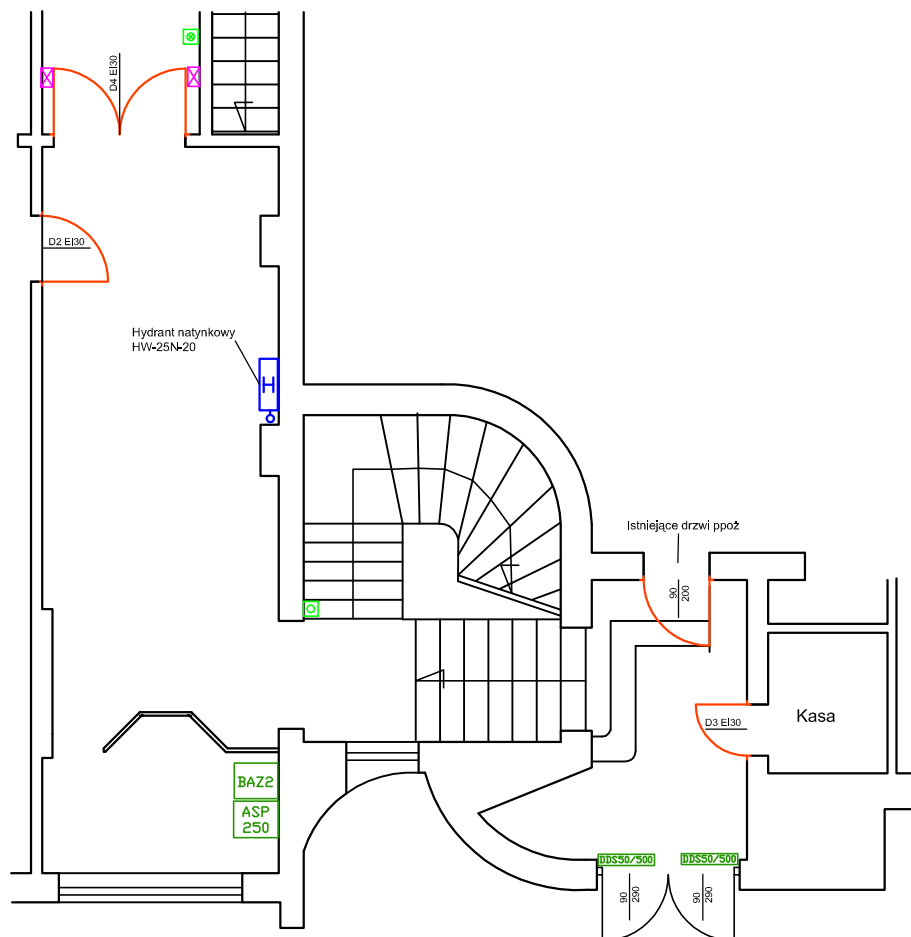 D4 EI30
D2 EI30
Hydrant natynkowy
HW-25N-20
Istniejące drzwi ppoż
90
200
D3 EI30
Kasa
BAZ2
ASP
250
DDS50/500
DDS50/500
90
290
90
290